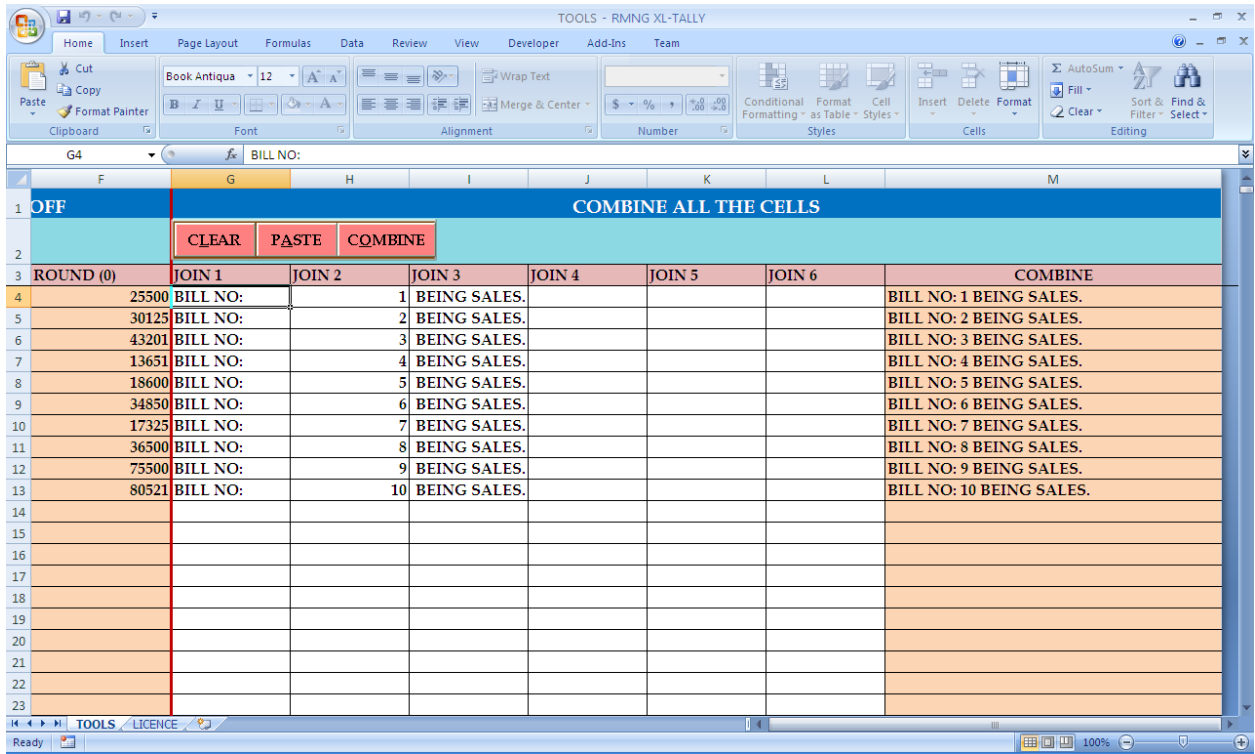 TOOLS - RMNG XL-TALLY
Home Insert Page Layout Formulas Data Review View Developer Add-Ins Team
Cut Book Antiqua 12 A A Wrap Text Σ AutoSum
Copy Fill
Paste Format Painter B I U A Merge & Center $ % , Conditional Formatting Format as Table Cell Styles Insert Delete Format Clear Sort & Filter Find & Select
Clipboard Font Alignment Number Styles Cells Editing
G4 fx BILL NO:
F G H I J K L M
1 OFF COMBINE ALL THE CELLS
2 CLEAR PASTE COMBINE
3 ROUND (0) JOIN 1 JOIN 2 JOIN 3 JOIN 4 JOIN 5 JOIN 6 COMBINE
4 25500 BILL NO: 1 BEING SALES. BILL NO: 1 BEING SALES.
5 30125 BILL NO: 2 BEING SALES. BILL NO: 2 BEING SALES.
6 43201 BILL NO: 3 BEING SALES. BILL NO: 3 BEING SALES.
7 13651 BILL NO: 4 BEING SALES. BILL NO: 4 BEING SALES.
8 18600 BILL NO: 5 BEING SALES. BILL NO: 5 BEING SALES.
9 34850 BILL NO: 6 BEING SALES. BILL NO: 6 BEING SALES.
10 17325 BILL NO: 7 BEING SALES. BILL NO: 7 BEING SALES.
11 36500 BILL NO: 8 BEING SALES. BILL NO: 8 BEING SALES.
12 75500 BILL NO: 9 BEING SALES. BILL NO: 9 BEING SALES.
13 80521 BILL NO: 10 BEING SALES. BILL NO: 10 BEING SALES.
14
15
16
17
18
19
20
21
22
23
TOOLS LICENCE
Ready 100%